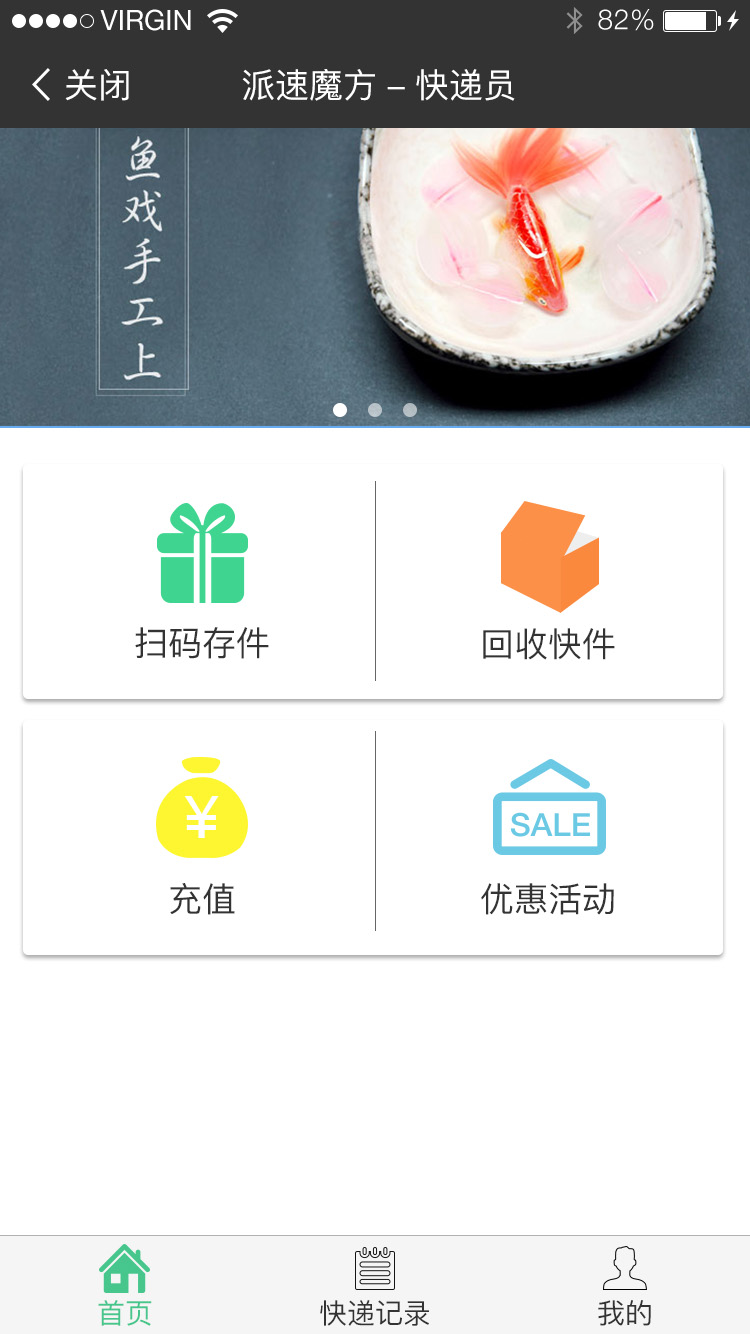 VIRGIN 82%
关闭 派速魔方 – 快递员
鱼戏手工上
扫码存件 回收快件
¥ SALE
充值 优惠活动
首页 快递记录 我的